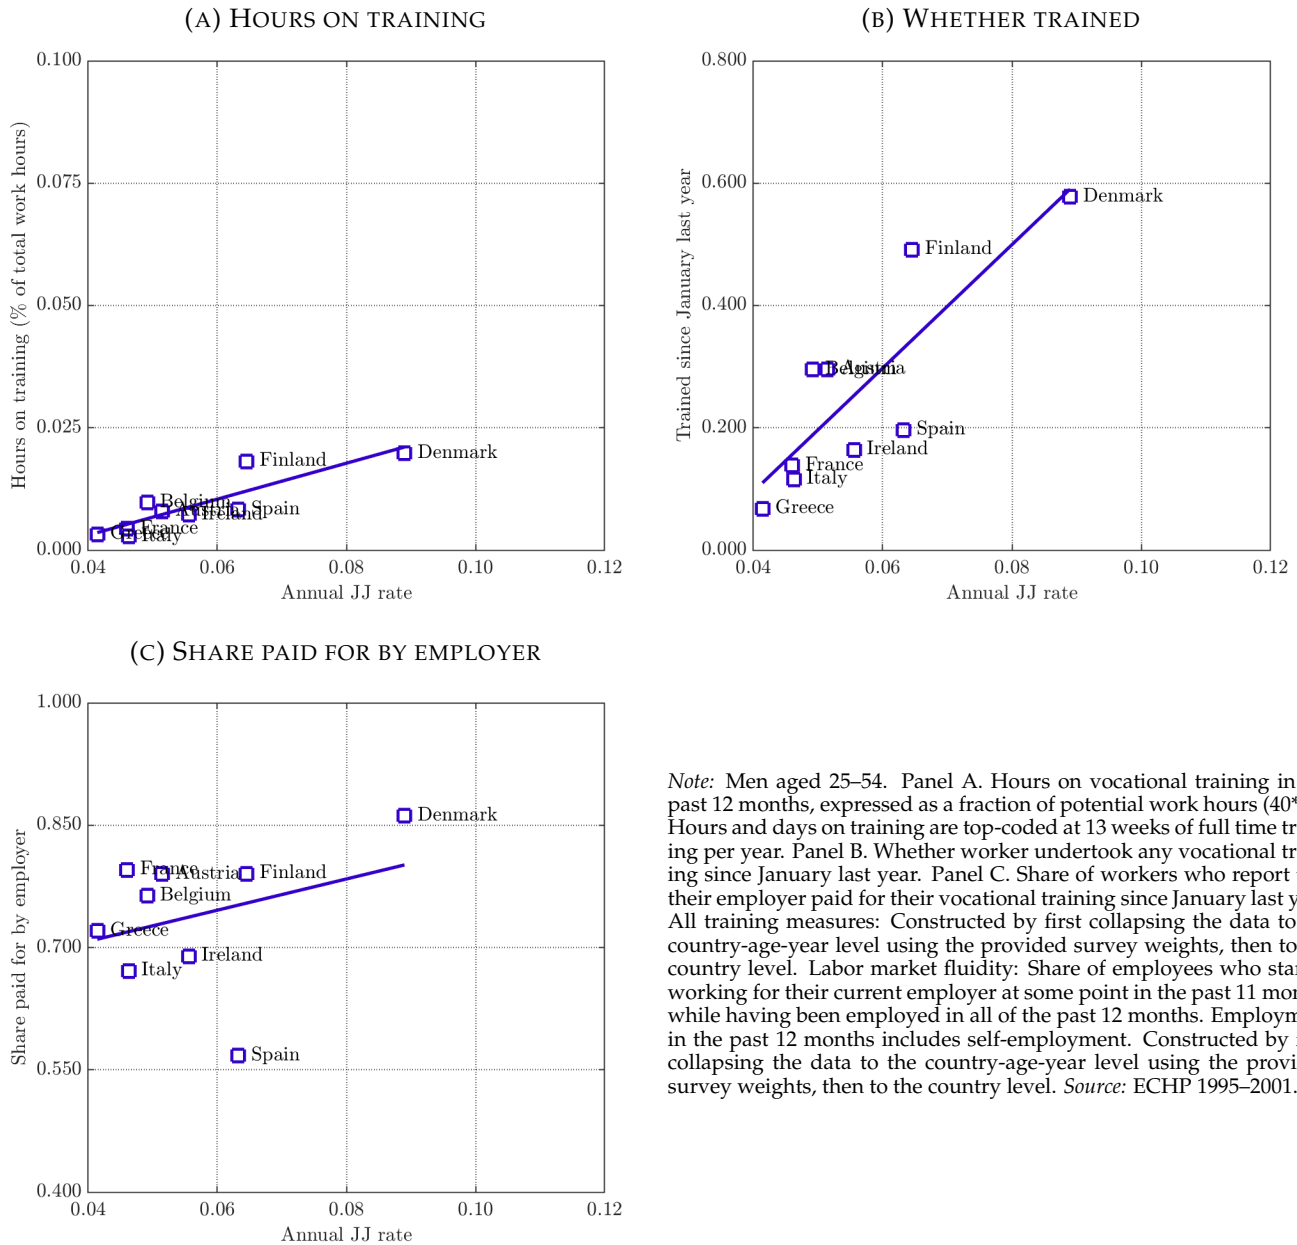 (A) HOURS ON TRAINING
0.100
0.075
0.050
0.025
0.000
0.04 0.06 0.08 0.10 0.12
Hours on training (% of total work hours)
Annual JJ rate
Denmark
Finland
Belgium
Austria
Spain
Ireland
France
Greece
Italy
(B) WHETHER TRAINED
0.800
0.600
0.400
0.200
0.000
0.04 0.06 0.08 0.10 0.12
Trained since January last year
Annual JJ rate
Denmark
Finland
Belgium
Austria
Spain
Ireland
France
Italy
Greece
(C) SHARE PAID FOR BY EMPLOYER
1.000
0.850
0.700
0.550
0.400
0.04 0.06 0.08 0.10 0.12
Share paid for by employer
Annual JJ rate
Denmark
France
Austria
Finland
Belgium
Greece
Ireland
Italy
Spain
Note: Men aged 25–54. Panel A. Hours on vocational training in
past 12 months, expressed as a fraction of potential work hours (40*
Hours and days on training are top-coded at 13 weeks of full time tr
ing per year. Panel B. Whether worker undertook any vocational tr
ing since January last year. Panel C. Share of workers who report
their employer paid for their vocational training since January last y
All training measures: Constructed by first collapsing the data to
country-age-year level using the provided survey weights, then to
country level. Labor market fluidity: Share of employees who star
working for their current employer at some point in the past 11 mon
while having been employed in all of the past 12 months. Employm
in the past 12 months includes self-employment. Constructed by
collapsing the data to the country-age-year level using the provi
survey weights, then to the country level. Source: ECHP 1995–2001.